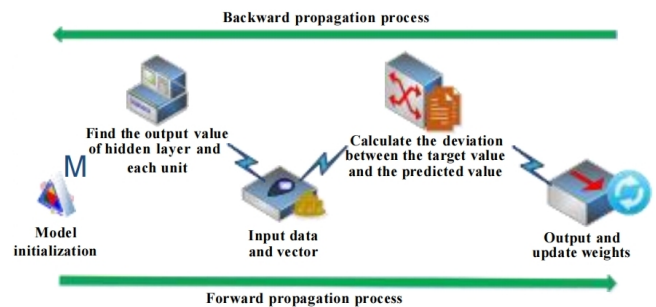 Backward propagation process
Find the output value
of hidden layer and
each unit
Calculate the deviation
between the target value
and the predicted value
M
Model
initialization
Input data
and vector
Output and
update weights
Forward propagation process